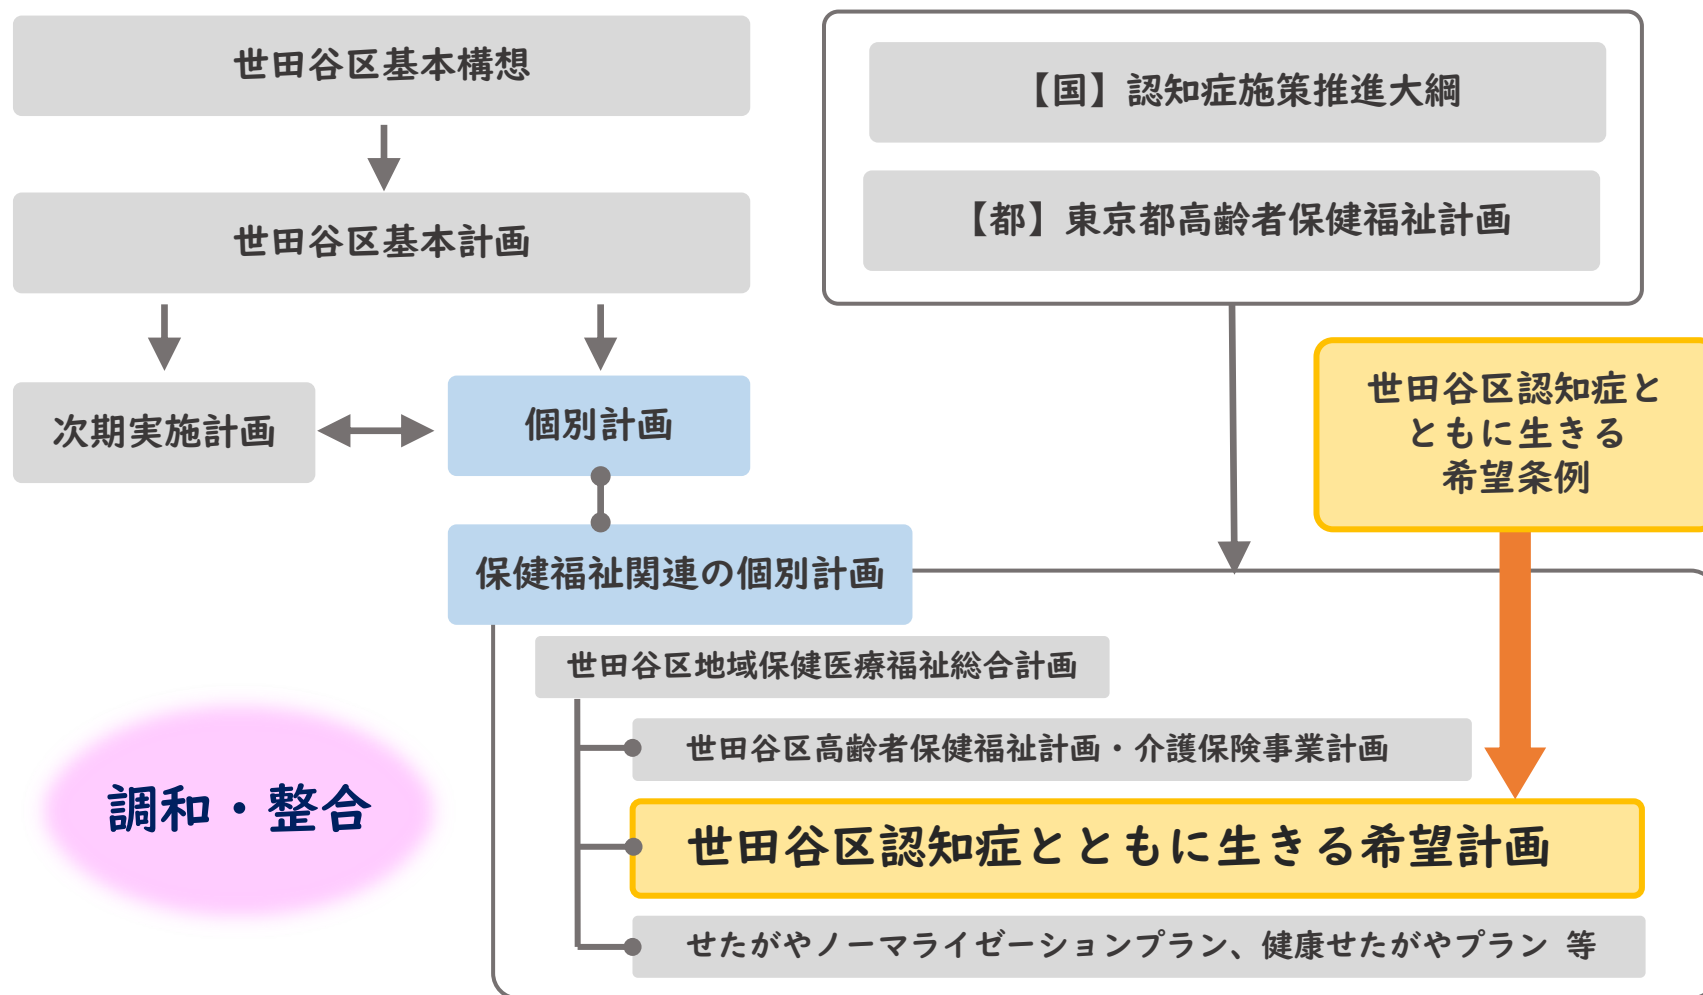 世田谷区基本構想
世田谷区基本計画
次期実施計画
個別計画
【国】認知症施策推進大綱
【都】東京都高齢者保健福祉計画
世田谷区認知症と
ともに生きる
希望条例
保健福祉関連の個別計画
世田谷区地域保健医療福祉総合計画
世田谷区高齢者保健福祉計画・介護保険事業計画
世田谷区認知症とともに生きる希望計画
せたがやノーマライゼーションプラン、健康せたがやプラン 等
調和・整合